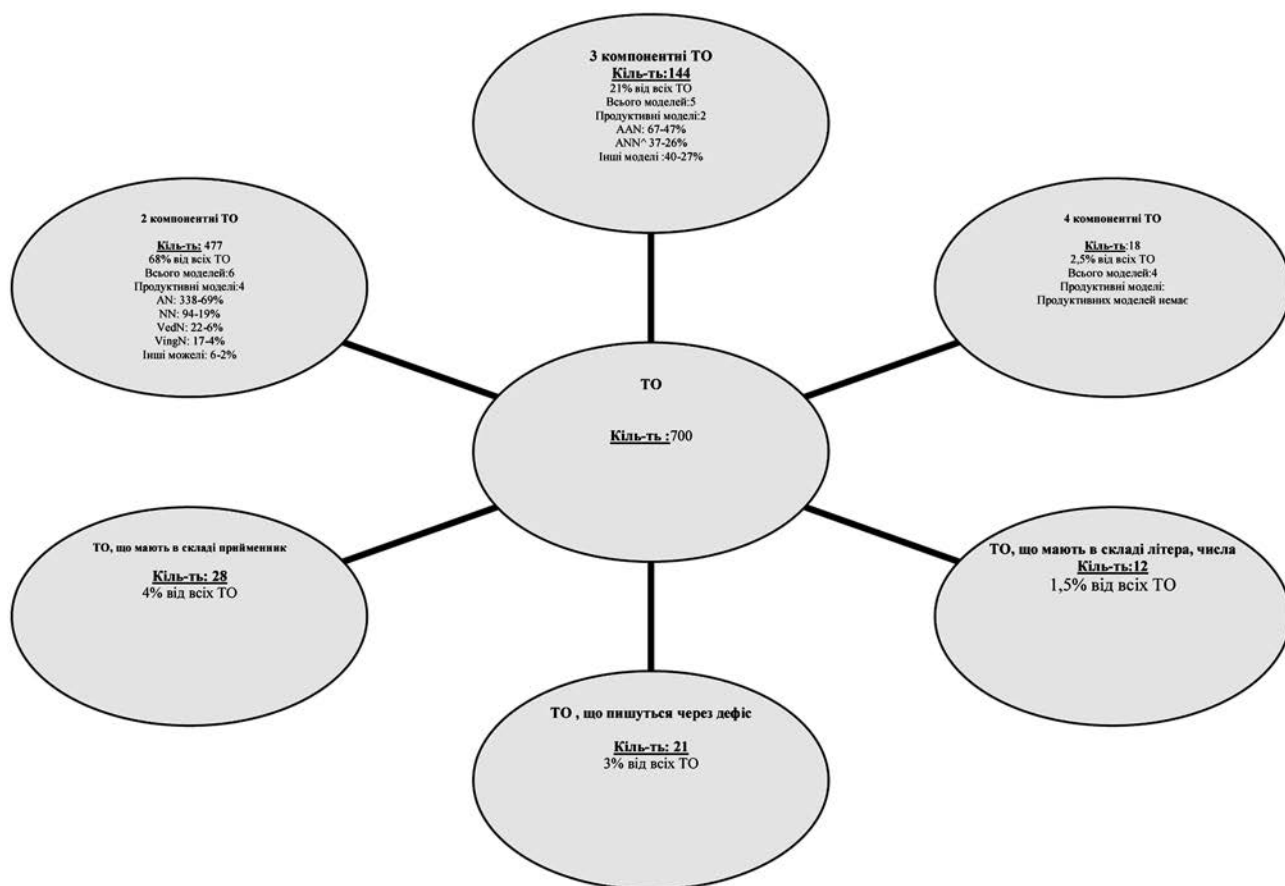 3 компонентні ТО
Кіль-ть:144
21% від всіх ТО
Всього моделей:5
Продуктивні моделі:2
AAN: 67-47%
ANN^ 37-26%
Інші моделі :40-27%
2 компонентні ТО
Кіль-ть: 477
68% від всіх ТО
Всього моделей:6
Продуктивні моделі:4
AN: 338-69%
NN: 94-19%
VedN: 22-6%
VingN: 17-4%
Інші можелі: 6-2%
4 компонентні ТО
Кіль-ть:18
2,5% від всіх ТО
Всього моделей:4
Продуктивні моделі:
Продуктивних моделей немає
ТО
Кіль-ть :700
ТО, що мають в складі прийменник
Кіль-ть: 28
4% від всіх ТО
ТО, що мають в складі літера, числа
Кіль-ть:12
1,5% від всіх ТО
ТО , що пишуться через дефіс
Кіль-ть: 21
3% від всіх ТО